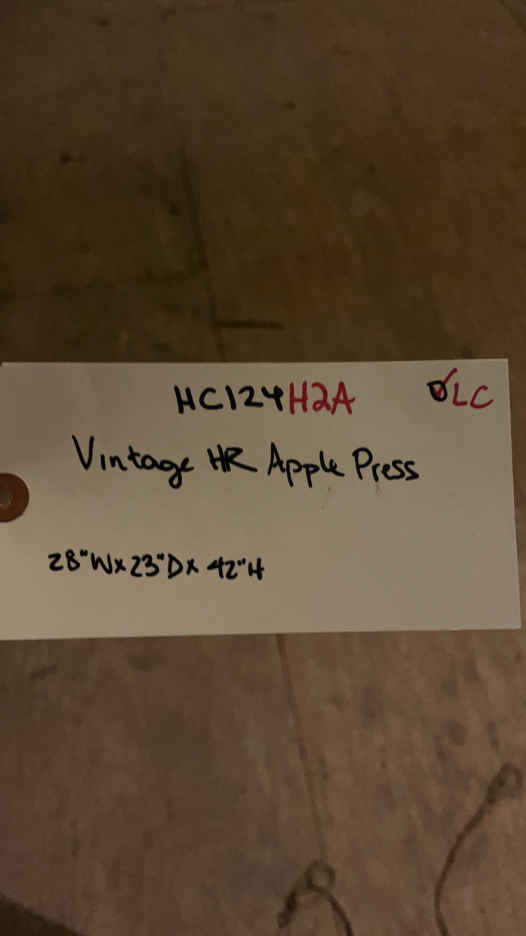 HC124H2A ☑LC
Vintage HR Apple Press
28"W x 23"D x 42"H